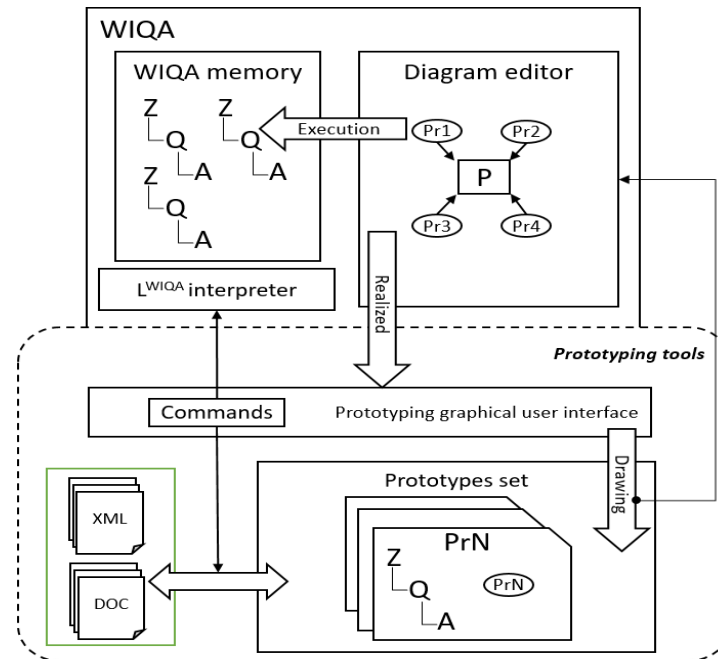 WIQA
WIQA memory
Z
Q
A
Z
Q
A
Z
Q
A
Execution
Diagram editor
Pr1
Pr2
P
Pr3
Pr4
LWIQA interpreter
Realized
Prototyping tools
Commands
Prototyping graphical user interface
Drawing
XML
DOC
Prototypes set
PrN
Z
Q
A
PrN